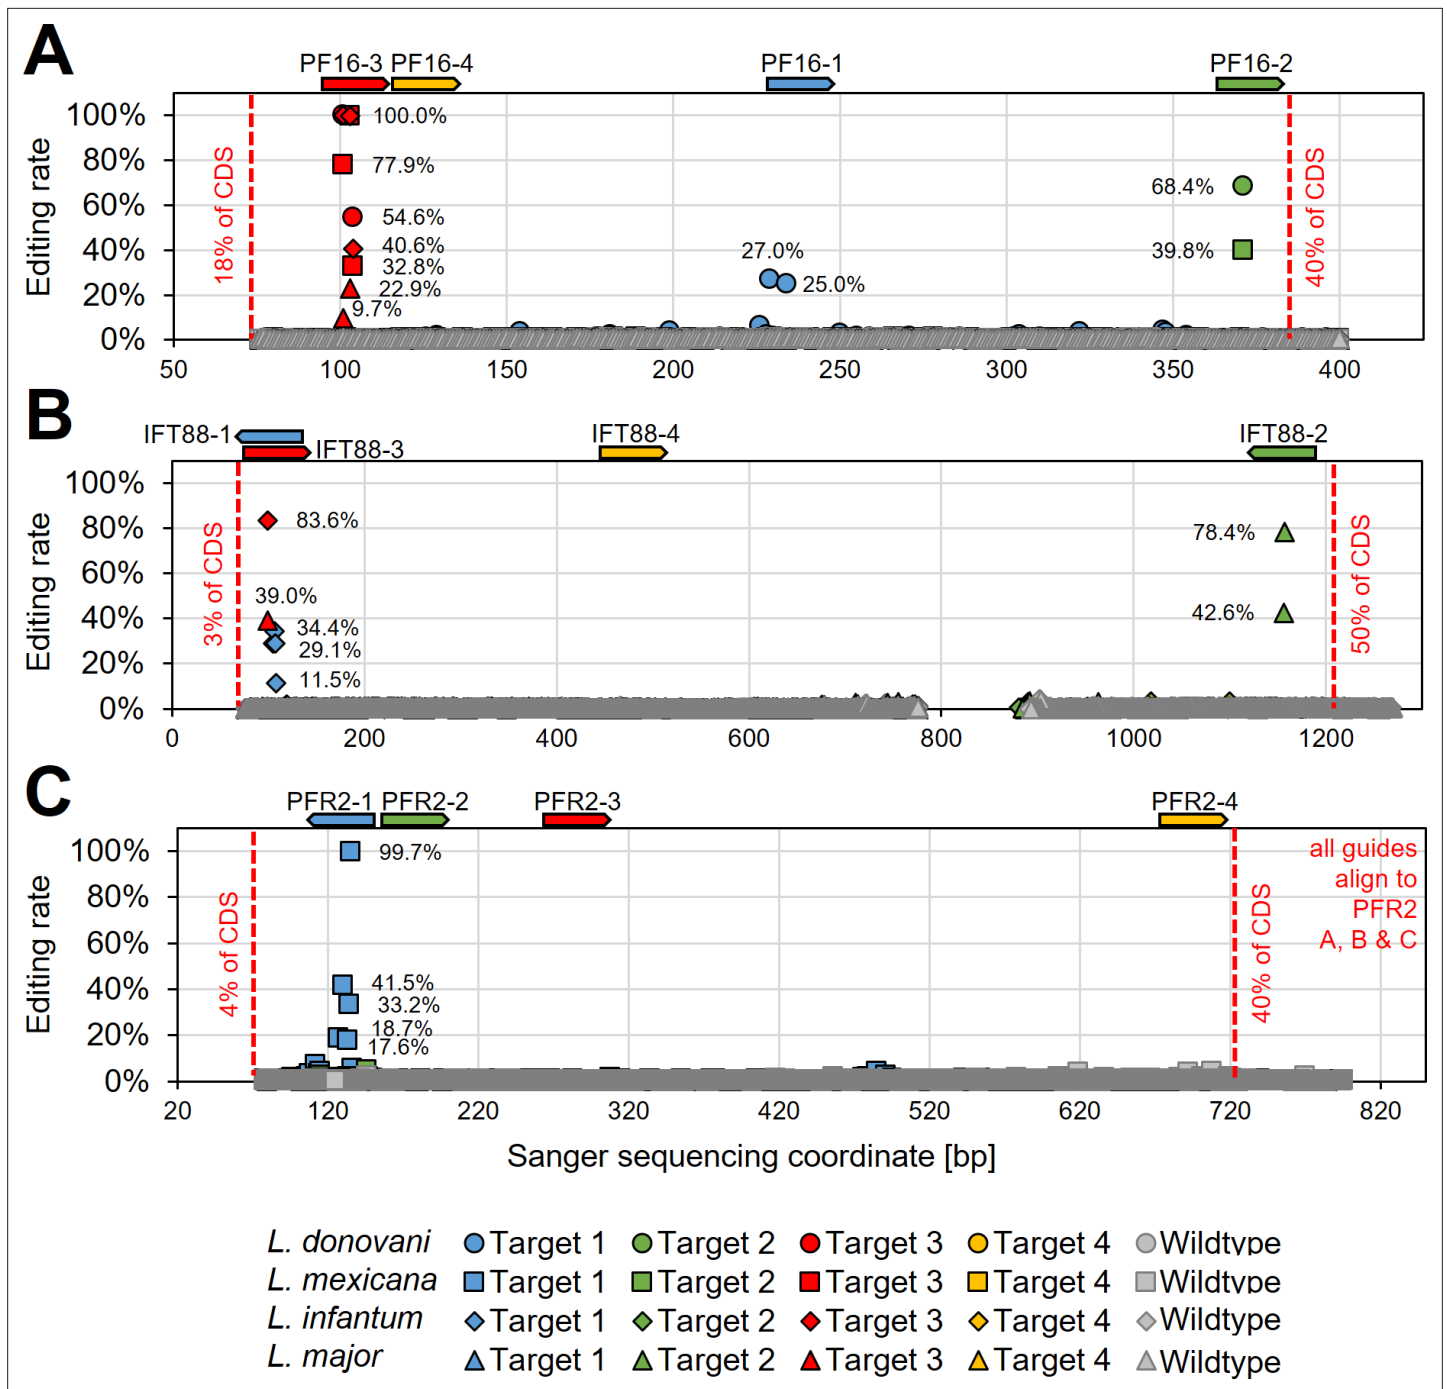 A
PF16-3 PF16-4 PF16-1 PF16-2
100%
80%
60%
40%
20%
0%
Editing rate
18% of CDS
100.0%
77.9%
54.6%
40.6%
32.8%
22.9%
9.7%
27.0%
25.0%
68.4%
39.8%
40% of CDS
50 100 150 200 250 300 350 400
B
IFT88-1 IFT88-3 IFT88-4 IFT88-2
100%
80%
60%
40%
20%
0%
Editing rate
3% of CDS
83.6%
39.0%
34.4%
29.1%
11.5%
78.4%
42.6%
50% of CDS
0 200 400 600 800 1000 1200
C
PFR2-1 PFR2-2 PFR2-3 PFR2-4
100%
80%
60%
40%
20%
0%
Editing rate
4% of CDS
99.7%
41.5%
33.2%
18.7%
17.6%
40% of CDS
all guides
align to
PFR2
A, B & C
20 120 220 320 420 520 620 720 820
Sanger sequencing coordinate [bp]
L. donovani Target 1 Target 2 Target 3 Target 4 Wildtype
L. mexicana Target 1 Target 2 Target 3 Target 4 Wildtype
L. infantum Target 1 Target 2 Target 3 Target 4 Wildtype
L. major Target 1 Target 2 Target 3 Target 4 Wildtype